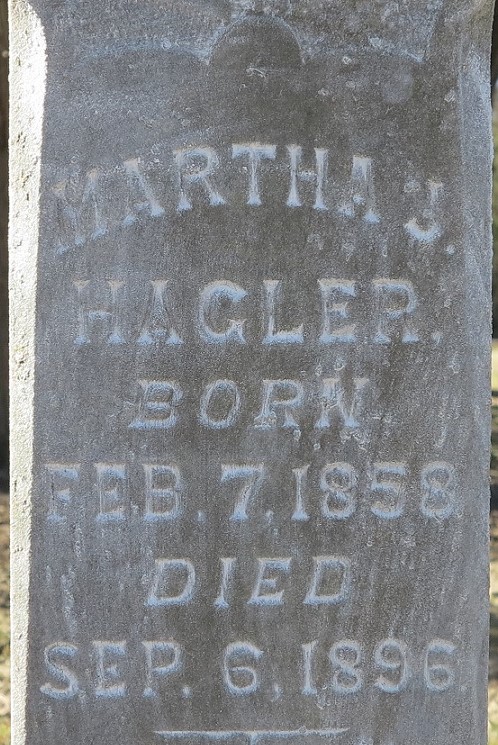 MARTHA J.
HAGLER.
BORN
FEB. 7, 1858
DIED
SEP. 6, 1896.